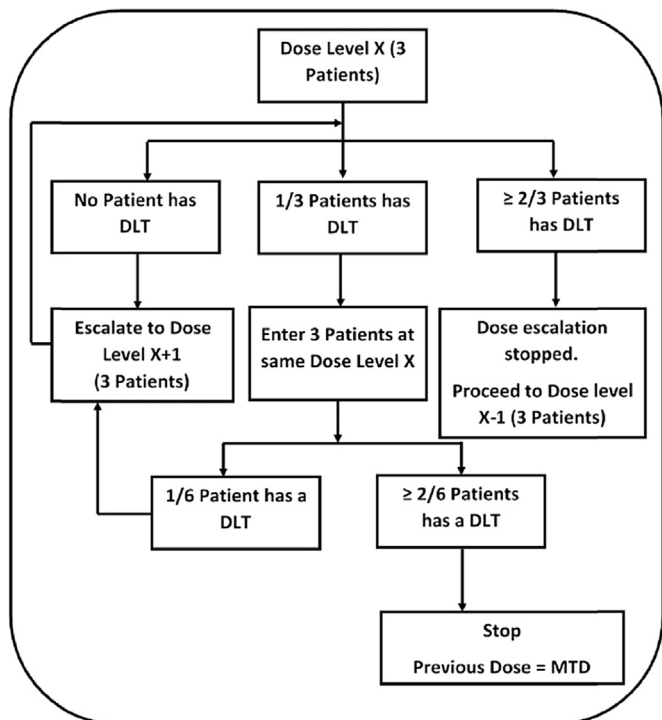 Dose Level X (3
Patients)
No Patient has
DLT
1/3 Patients has
DLT
≥ 2/3 Patients
has DLT
Escalate to Dose
Level X+1
(3 Patients)
Enter 3 Patients at
same Dose Level X
Dose escalation
stopped.
Proceed to Dose level
X-1 (3 Patients)
1/6 Patient has a
DLT
≥ 2/6 Patients
has a DLT
Stop
Previous Dose = MTD